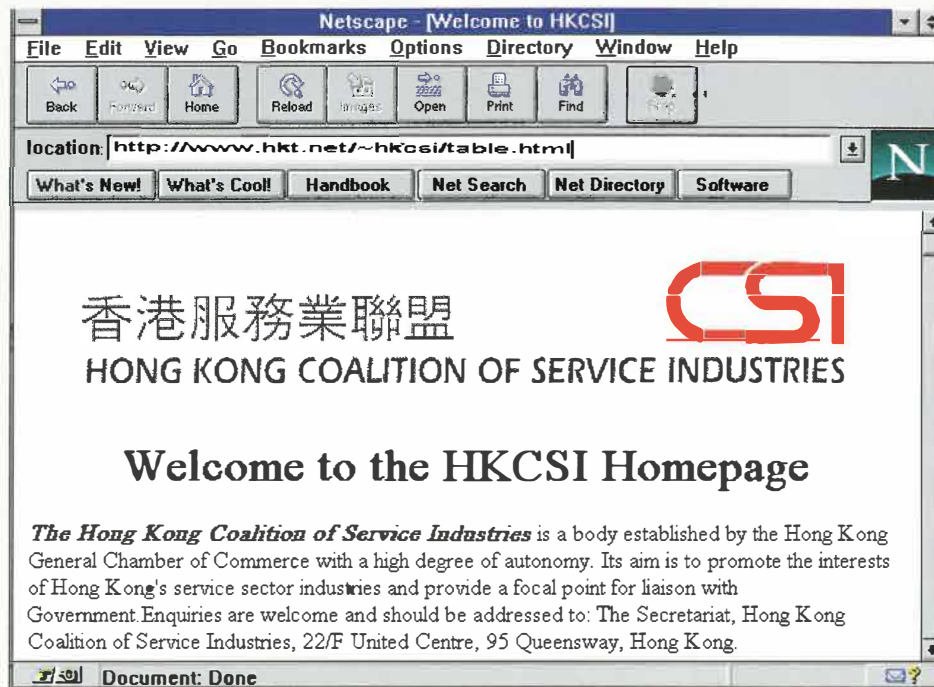 Netscape - [Welcome to HKCSI]
File Edit View Go Bookmarks Options Directory Window Help
Back Forward Home Reload Images Open Print Find Stop
location: http://www.hkt.net/~hkcsi/table.html
N
What's New! What's Cool! Handbook Net Search Net Directory Software
CSI
香港服務業聯盟
HONG KONG COALITION OF SERVICE INDUSTRIES
Welcome to the HKCSI Homepage
The Hong Kong Coalition of Service Industries is a body established by the Hong Kong
General Chamber of Commerce with a high degree of autonomy. Its aim is to promote the interests
of Hong Kong's service sector industries and provide a focal point for liaison with
Government.Enquiries are welcome and should be addressed to: The Secretariat, Hong Kong
Coalition of Service Industries, 22/F United Centre, 95 Queensway, Hong Kong.
Document: Done